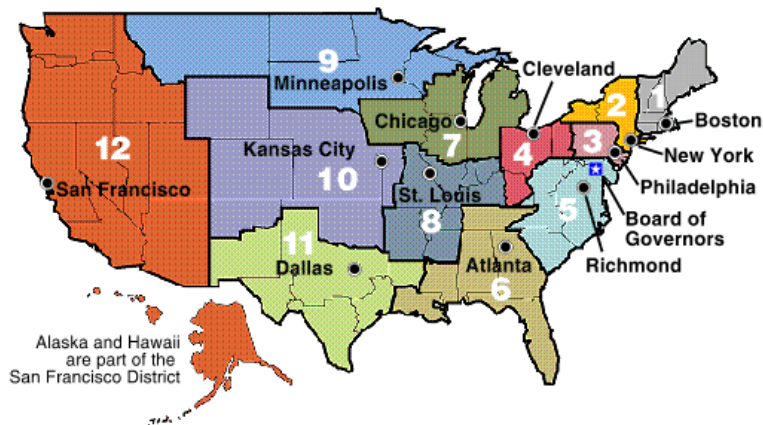 9
Minneapolis
Cleveland
1
2
Chicago
7
Boston
3
12
Kansas City
4
New York
10
San Francisco
St. Louis
Philadelphia
5
8
Board of
Governors
11
Dallas
Atlanta
Richmond
6
Alaska and Hawaii
are part of the
San Francisco District